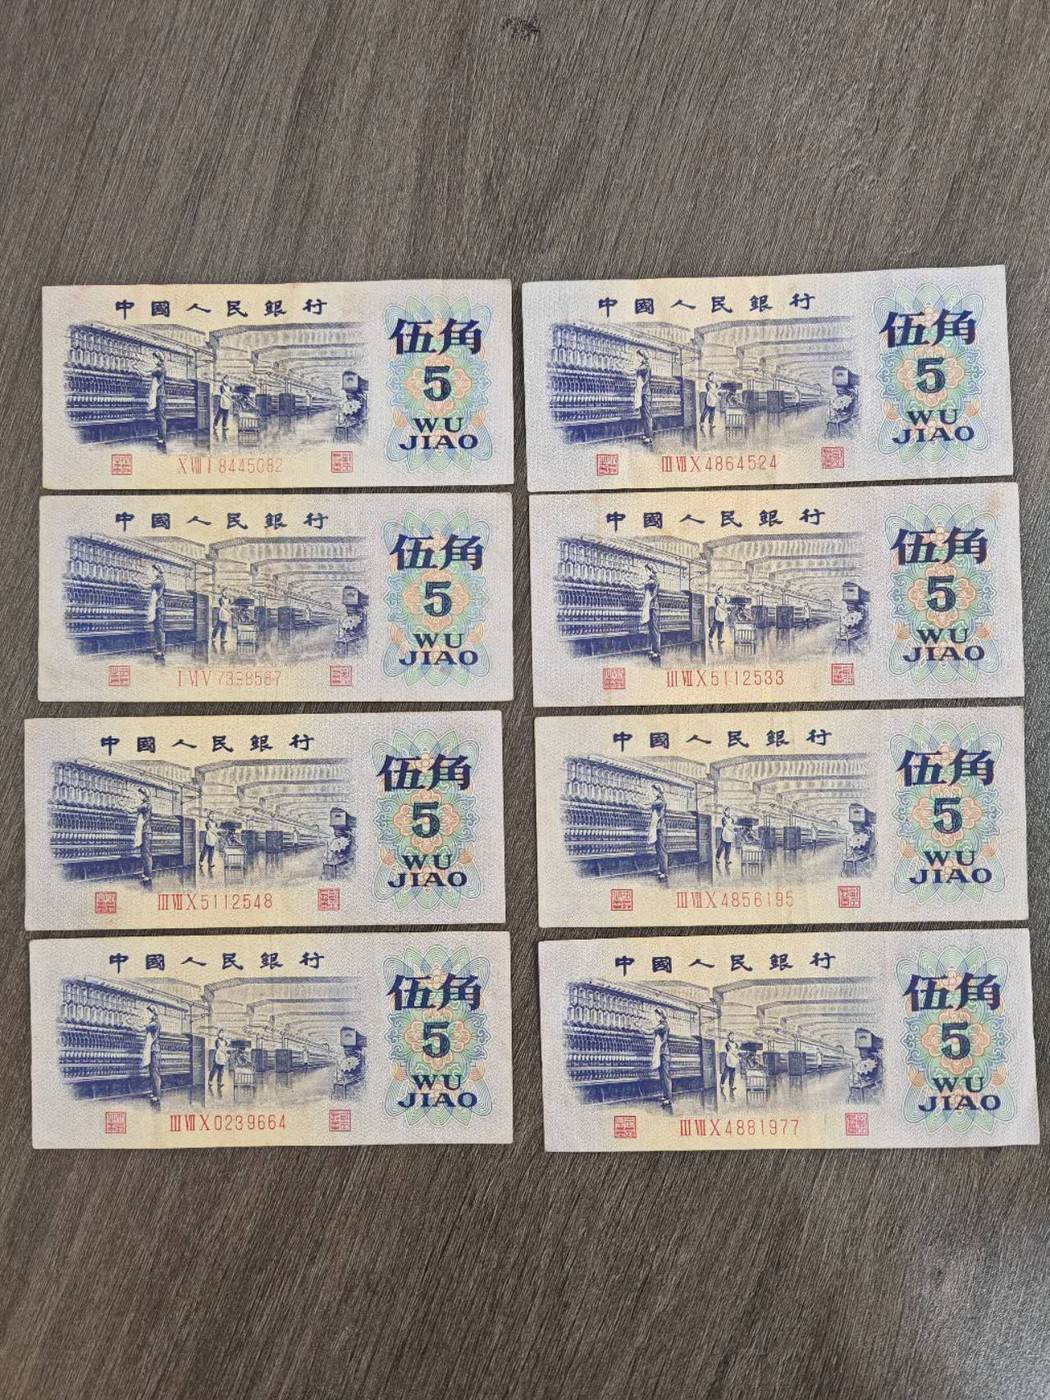 中國人民銀行
伍角
5
WU
JIAO
X VIII I 8445082
中國人民銀行
伍角
5
WU
JIAO
III VII X 4864524
中國人民銀行
伍角
5
WU
JIAO
中國人民銀行
伍角
5
WU
JIAO
III VII X 5112533
中國人民銀行
伍角
5
WU
JIAO
III VII X 5112548
中國人民銀行
伍角
5
WU
JIAO
III VII X 4856195
中國人民銀行
伍角
5
WU
JIAO
III VII X 0239664
中國人民銀行
伍角
5
WU
JIAO
III VII X 4881977